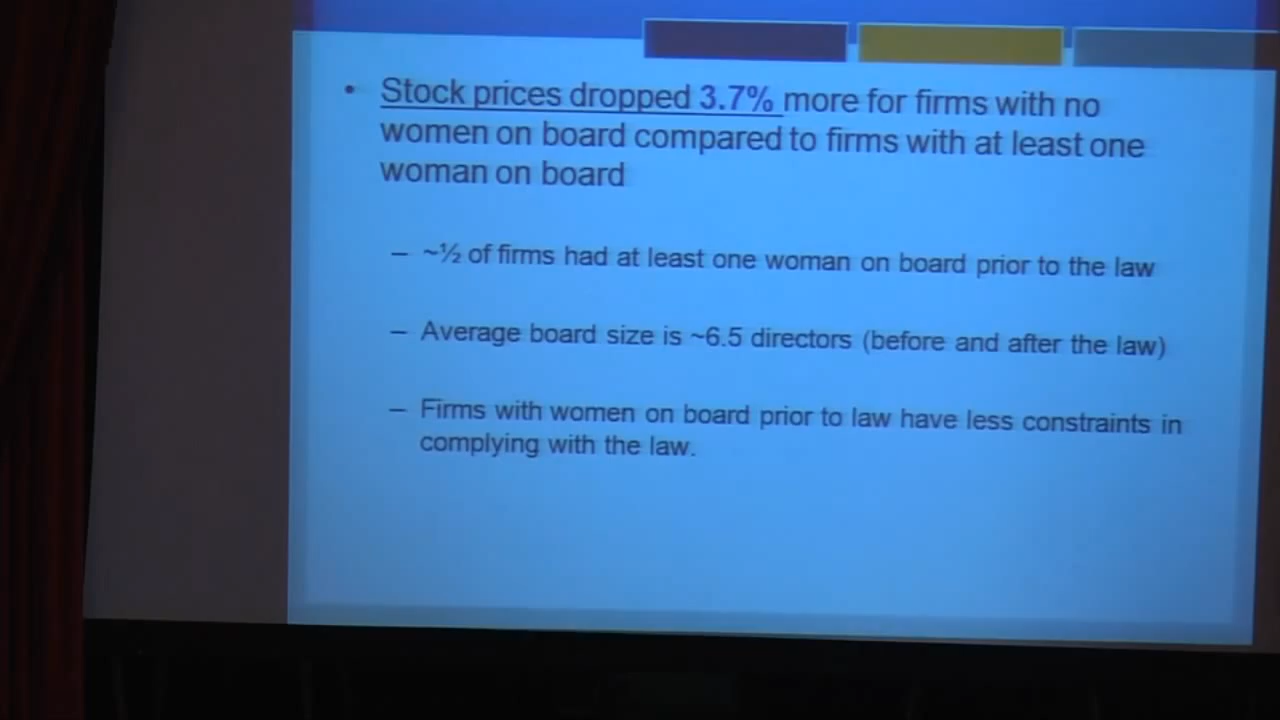 • Stock prices dropped 3.7% more for firms with no
women on board compared to firms with at least one
woman on board
– ~½ of firms had at least one woman on board prior to the law
– Average board size is ~6.5 directors (before and after the law)
– Firms with women on board prior to law have less constraints in
complying with the law.